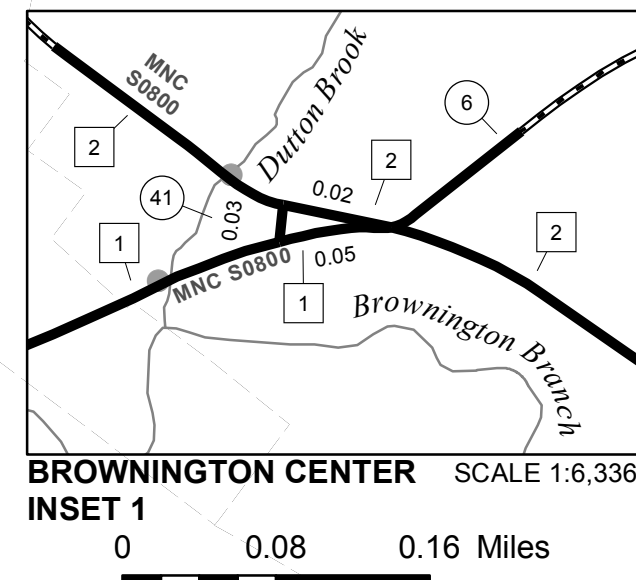 MNC
S0800
Dutton Brook
6
2
2
41
0.02
0.03
1
2
MNC S0800
0.05
1
Brownington Branch
BROWNINGTON CENTER SCALE 1:6,336
INSET 1
0 0.08 0.16 Miles